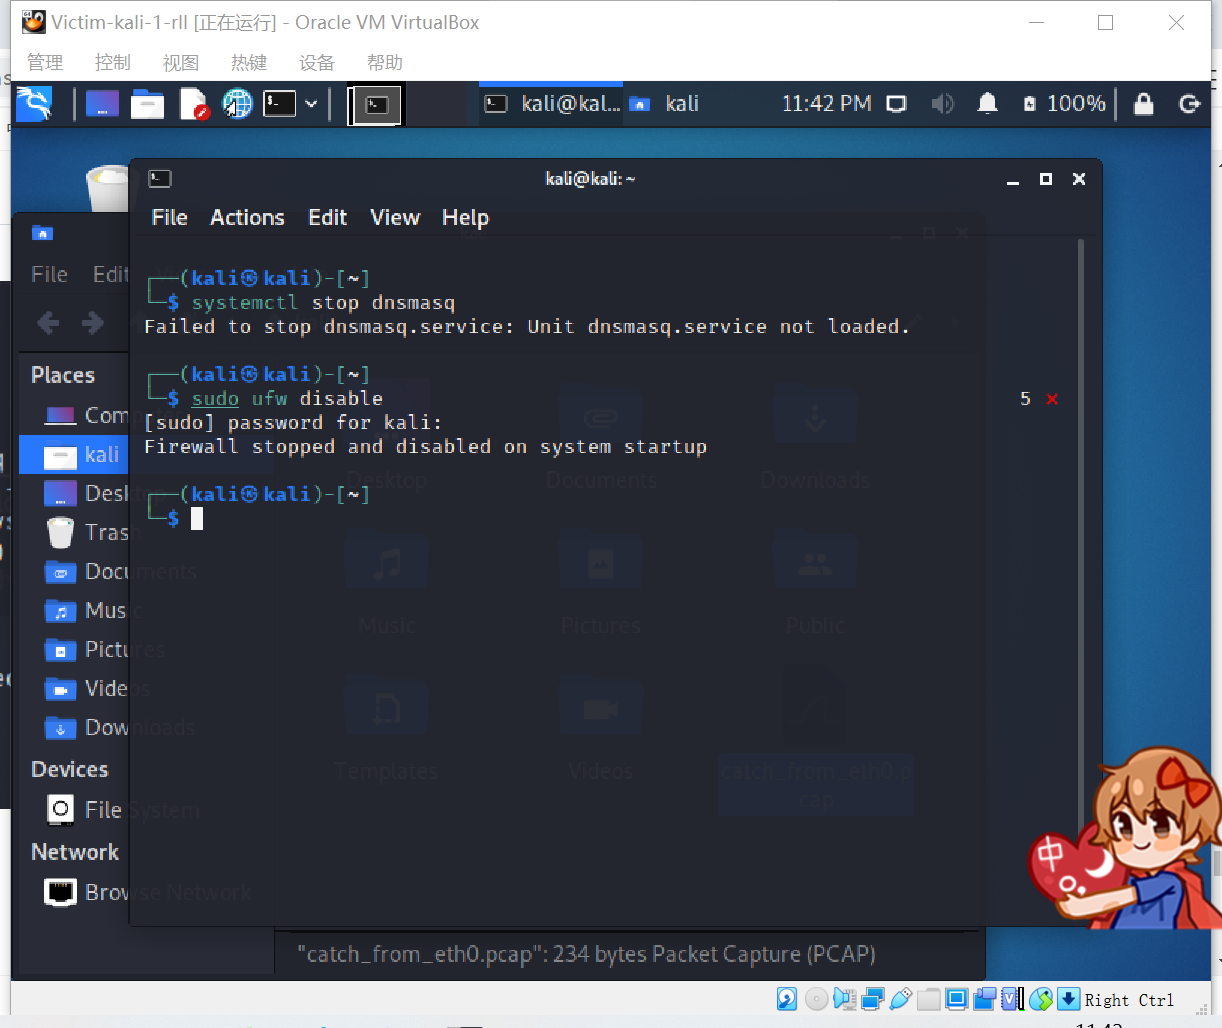 Victim-kali-1-rll [正在运行] - Oracle VM VirtualBox
管理 控制 视图 热键 设备 帮助
kali@kal... kali 11:42 PM 100%
kali@kali: ~
File Actions Edit View Help
┌──(kali㉿kali)-[~]
└─$ systemctl stop dnsmasq
Failed to stop dnsmasq.service: Unit dnsmasq.service not loaded.
┌──(kali㉿kali)-[~]
└─$ sudo ufw disable 5 ×
[sudo] password for kali:
Firewall stopped and disabled on system startup
┌──(kali㉿kali)-[~]
└─$
File Edit
Places
kali
Desktop
Trash
Documents
Music
Pictures
Videos
Downloads
Devices
File System
Network
Browse Network
Desktop Documents Downloads
Music Pictures Public
Templates Videos catch_from_eth0.p
cap
"catch_from_eth0.pcap": 234 bytes Packet Capture (PCAP)
中
Right Ctrl